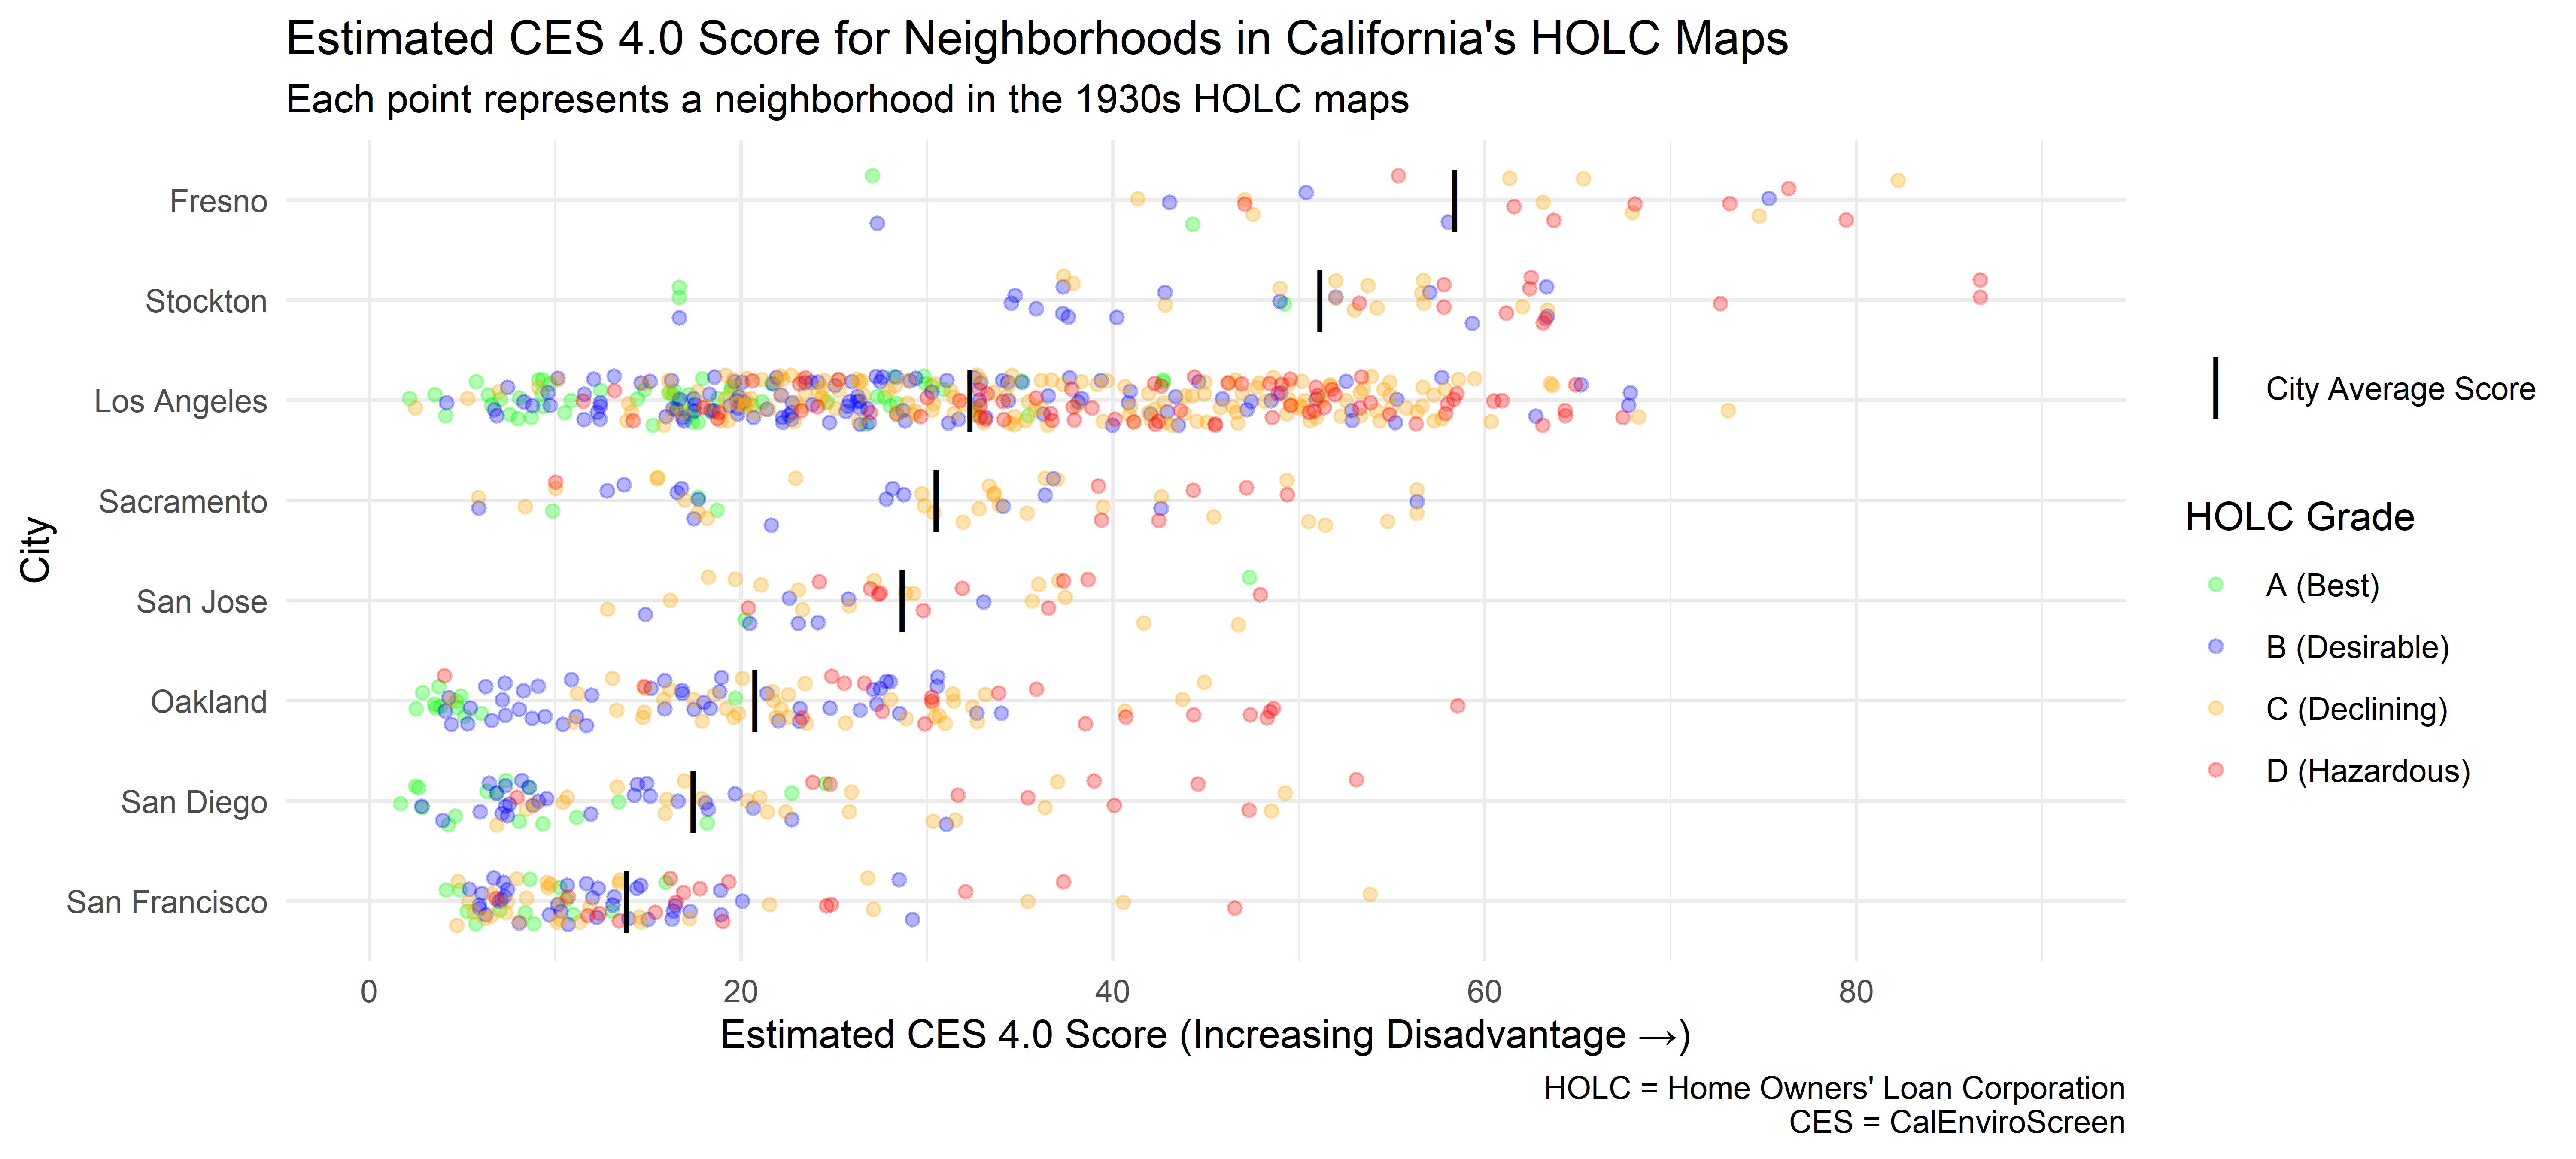 Estimated CES 4.0 Score for Neighborhoods in California's HOLC Maps
Each point represents a neighborhood in the 1930s HOLC maps
City
Fresno
Stockton
Los Angeles
Sacramento
San Jose
Oakland
San Diego
San Francisco
0 20 40 60 80
Estimated CES 4.0 Score (Increasing Disadvantage →)
City Average Score
HOLC Grade
A (Best)
B (Desirable)
C (Declining)
D (Hazardous)
HOLC = Home Owners' Loan Corporation
CES = CalEnviroScreen